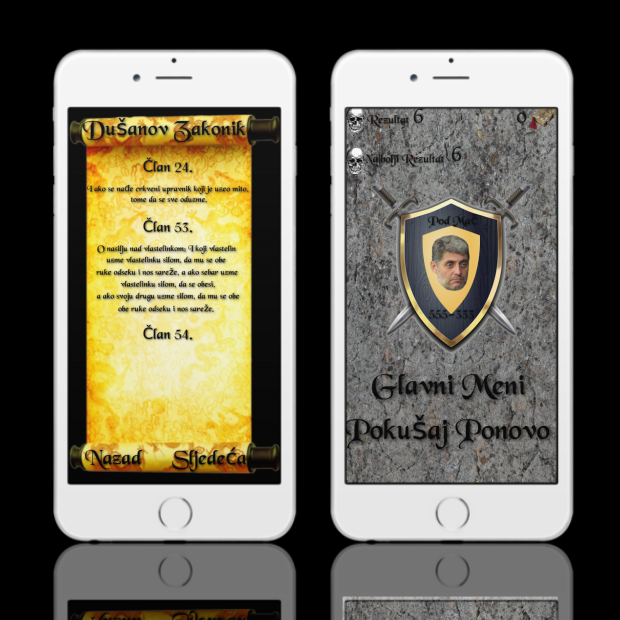 Dušanov Zakonik
Član 24.
I ako se nađe crkveni upravnik koji je uzeo mito,
tome da se sve oduzme.
Član 53.
O nasilju nad vlastelinkom; I koji vlastelin
uzme vlastelinku silom, da mu se obe
ruke odseku i nos sareže, a ako sebar uzme
vlastelinku silom, da se obesi,
a ako svoju drugu uzme silom, da mu se obe
obe ruke odseku i nos sareže.
Član 54.
Nazad Sljedeća
Rezultat 6
0
Najbolji Rezultat 6
Pod Mač
555-333
Glavni Meni
Pokušaj Ponovo